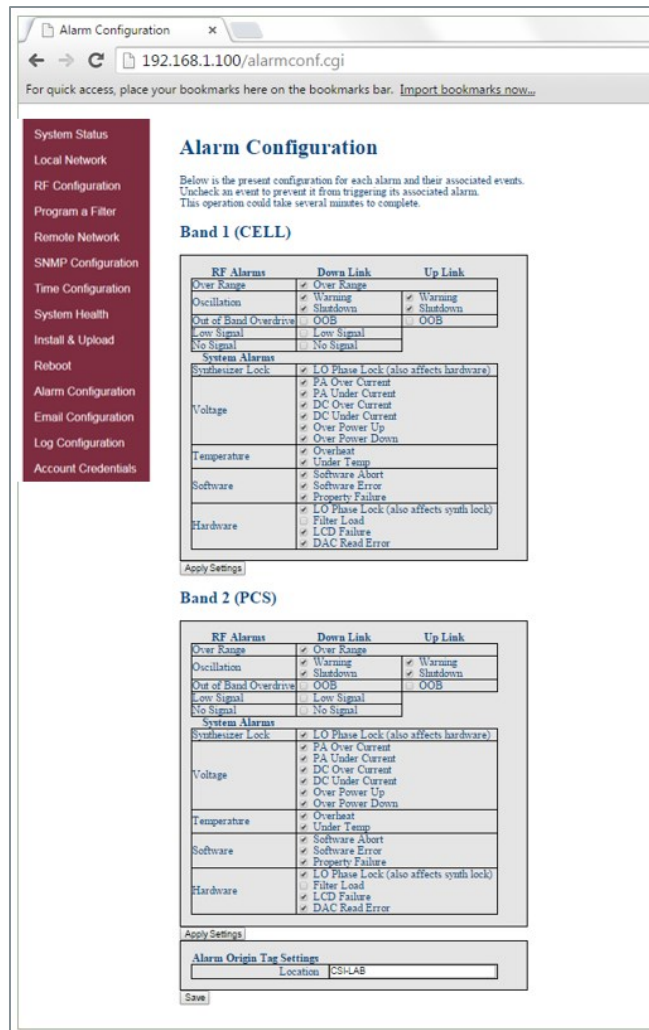 Alarm Configuration
192.168.1.100/alarmconf.cgi
For quick access, place your bookmarks here on the bookmarks bar. Import bookmarks now...
System Status
Local Network
RF Configuration
Program a Filter
Remote Network
SNMP Configuration
Time Configuration
System Health
Install & Upload
Reboot
Alarm Configuration
Email Configuration
Log Configuration
Account Credentials
Alarm Configuration
Below is the present configuration for each alarm and their associated events.
Uncheck an event to prevent it from triggering its associated alarm.
This operation could take several minutes to complete.
Band 1 (CELL)
RF Alarms Down Link Up Link
Over Range Over Range
Oscillation Warning Warning
Shutdown Shutdown
Out of Band Overdrive OOB OOB
Low Signal Low Signal
No Signal No Signal
System Alarms
Synthesizer Lock LO Phase Lock (also affects hardware)
Voltage PA Over Current
PA Under Current
DC Over Current
DC Under Current
Over Power Up
Over Power Down
Temperature Overheat
Under Temp
Software Software Abort
Software Error
Property Failure
Hardware LO Phase Lock (also affects synth lock)
Filter Load
LCD Failure
DAC Read Error
Apply Settings
Band 2 (PCS)
RF Alarms Down Link Up Link
Over Range Over Range
Oscillation Warning Warning
Shutdown Shutdown
Out of Band Overdrive OOB OOB
Low Signal Low Signal
No Signal No Signal
System Alarms
Synthesizer Lock LO Phase Lock (also affects hardware)
Voltage PA Over Current
PA Under Current
DC Over Current
DC Under Current
Over Power Up
Over Power Down
Temperature Overheat
Under Temp
Software Software Abort
Software Error
Property Failure
Hardware LO Phase Lock (also affects synth lock)
Filter Load
LCD Failure
DAC Read Error
Apply Settings
Alarm Origin Tag Settings
Location CSI-LAB
Save